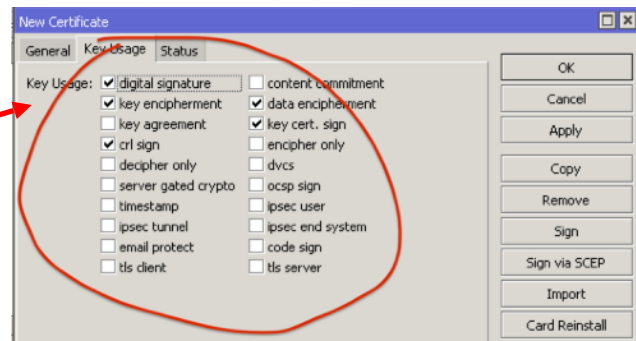 New Certificate
General Key Usage Status
Key Usage: digital signature content commitment
key encipherment data encipherment
key agreement key cert. sign
crl sign encipher only
decipher only dvcs
server gated crypto ocsp sign
timestamp ipsec user
ipsec tunnel ipsec end system
email protect code sign
tls client tls server
OK
Cancel
Apply
Copy
Remove
Sign
Sign via SCEP
Import
Card Reinstall